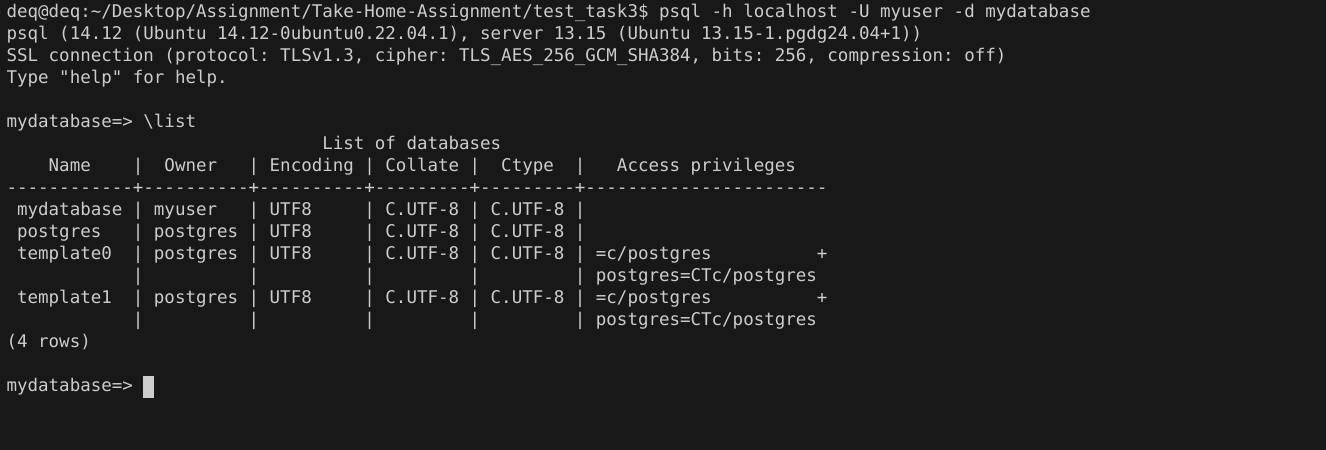 deq@deq:~/Desktop/Assignment/Take-Home-Assignment/test_task3$ psql -h localhost -U myuser -d mydatabase
psql (14.12 (Ubuntu 14.12-0ubuntu0.22.04.1), server 13.15 (Ubuntu 13.15-1.pgdg24.04+1))
SSL connection (protocol: TLSv1.3, cipher: TLS_AES_256_GCM_SHA384, bits: 256, compression: off)
Type "help" for help.

mydatabase=> \list
                              List of databases
    Name    |  Owner   | Encoding | Collate |  Ctype  |   Access privileges
------------+----------+----------+---------+---------+-----------------------
 mydatabase | myuser   | UTF8     | C.UTF-8 | C.UTF-8 |
 postgres   | postgres | UTF8     | C.UTF-8 | C.UTF-8 |
 template0  | postgres | UTF8     | C.UTF-8 | C.UTF-8 | =c/postgres          +
            |          |          |         |         | postgres=CTc/postgres
 template1  | postgres | UTF8     | C.UTF-8 | C.UTF-8 | =c/postgres          +
            |          |          |         |         | postgres=CTc/postgres
(4 rows)

mydatabase=>